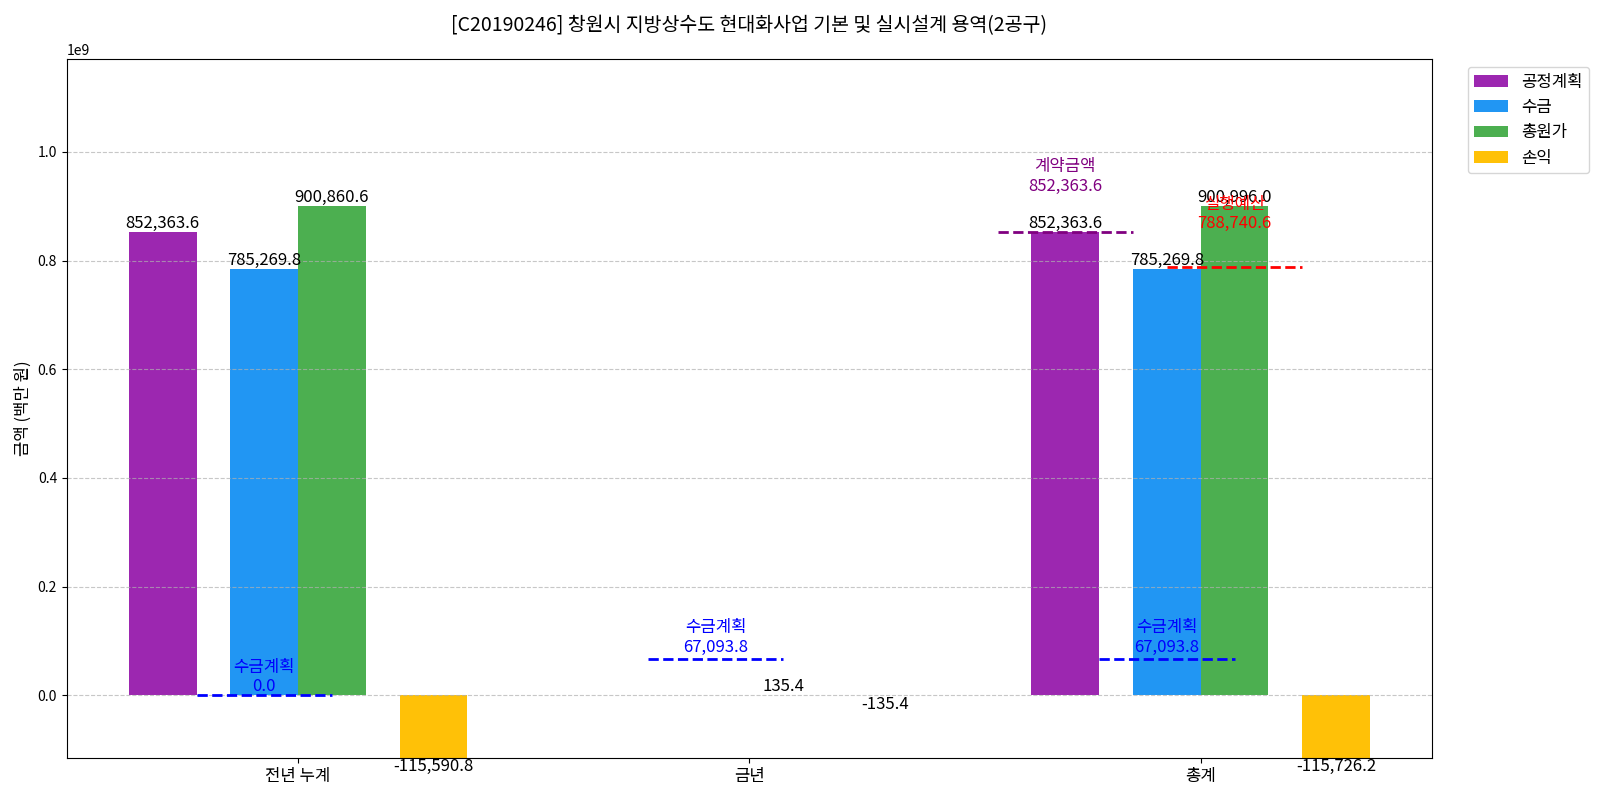 [C20190246] 창원시 지방상수도 현대화사업 기본 및 실시설계 용역(2공구)
1e9
공정계획
수금
총원가
손익
금액 (백만 원)
1.0
0.8
0.6
0.4
0.2
0.0
852,363.6
785,269.8
900,860.6
-115,590.8
수금계획
0.0
수금계획
67,093.8
135.4
-135.4
계약금액
852,363.6
852,363.6
785,269.8
900,996.0
실행예산
788,740.6
수금계획
67,093.8
-115,726.2
전년 누계
금년
총계